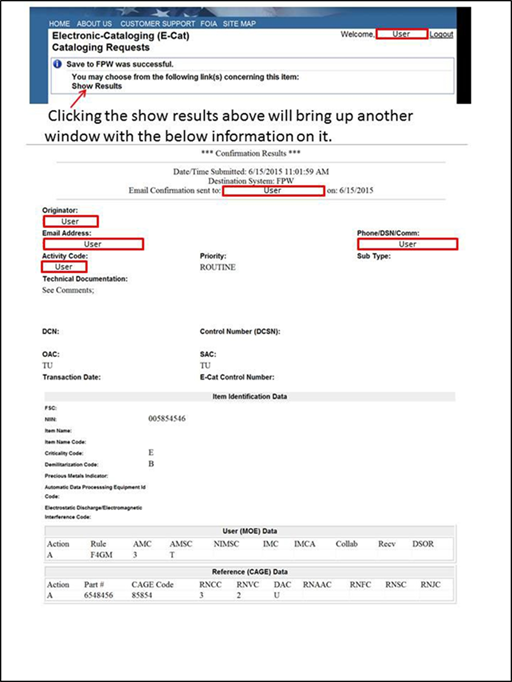 HOME ABOUT US CUSTOMER SUPPORT FOIA SITE MAP
Electronic-Cataloging (E-Cat)
Welcome, User Logout
Cataloging Requests
Save to FPW was successful.
You may choose from the following link(s) concerning this item:
Show Results
Clicking the show results above will bring up another
window with the below information on it.
*** Confirmation Results ***
Date/Time Submitted: 6/15/2015 11:01:59 AM
Destination System: FPW
Email Confirmation sent to: User on: 6/15/2015
Originator:
User
Email Address: Phone/DSN/Comm:
User User
Activity Code: Priority: Sub Type:
User ROUTINE
Technical Documentation:
See Comments;
DCN: Control Number (DCSN):
OAC: SAC:
TU TU
Transaction Date: E-Cat Control Number:
Item Identification Data
FSC:
NIIN: 005854546
Item Name:
Item Name Code:
Criticality Code: E
Demilitarization Code: B
Precious Metals Indicator:
Automatic Data Processsing Equipment Id
Code:
Electrostatic Discharge/Electromagnetic
Interference Code:
User (MOE) Data
Action Rule AMC AMSC NIMSC IMC IMCA Collab Recv DSOR
A F4GM 3 T
Reference (CAGE) Data
Action Part # CAGE Code RNCC RNVC DAC RNAAC RNFC RNSC RNJC
A 6548456 85854 3 2 U